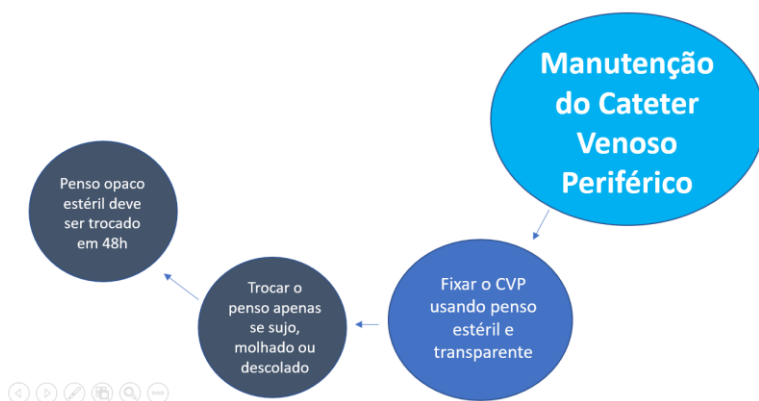 Manutenção
do Cateter
Venoso
Periférico
Fixar o CVP
usando penso
estéril e
transparente
Trocar o
penso apenas
se sujo,
molhado ou
descolado
Penso opaco
estéril deve
ser trocado
em 48h